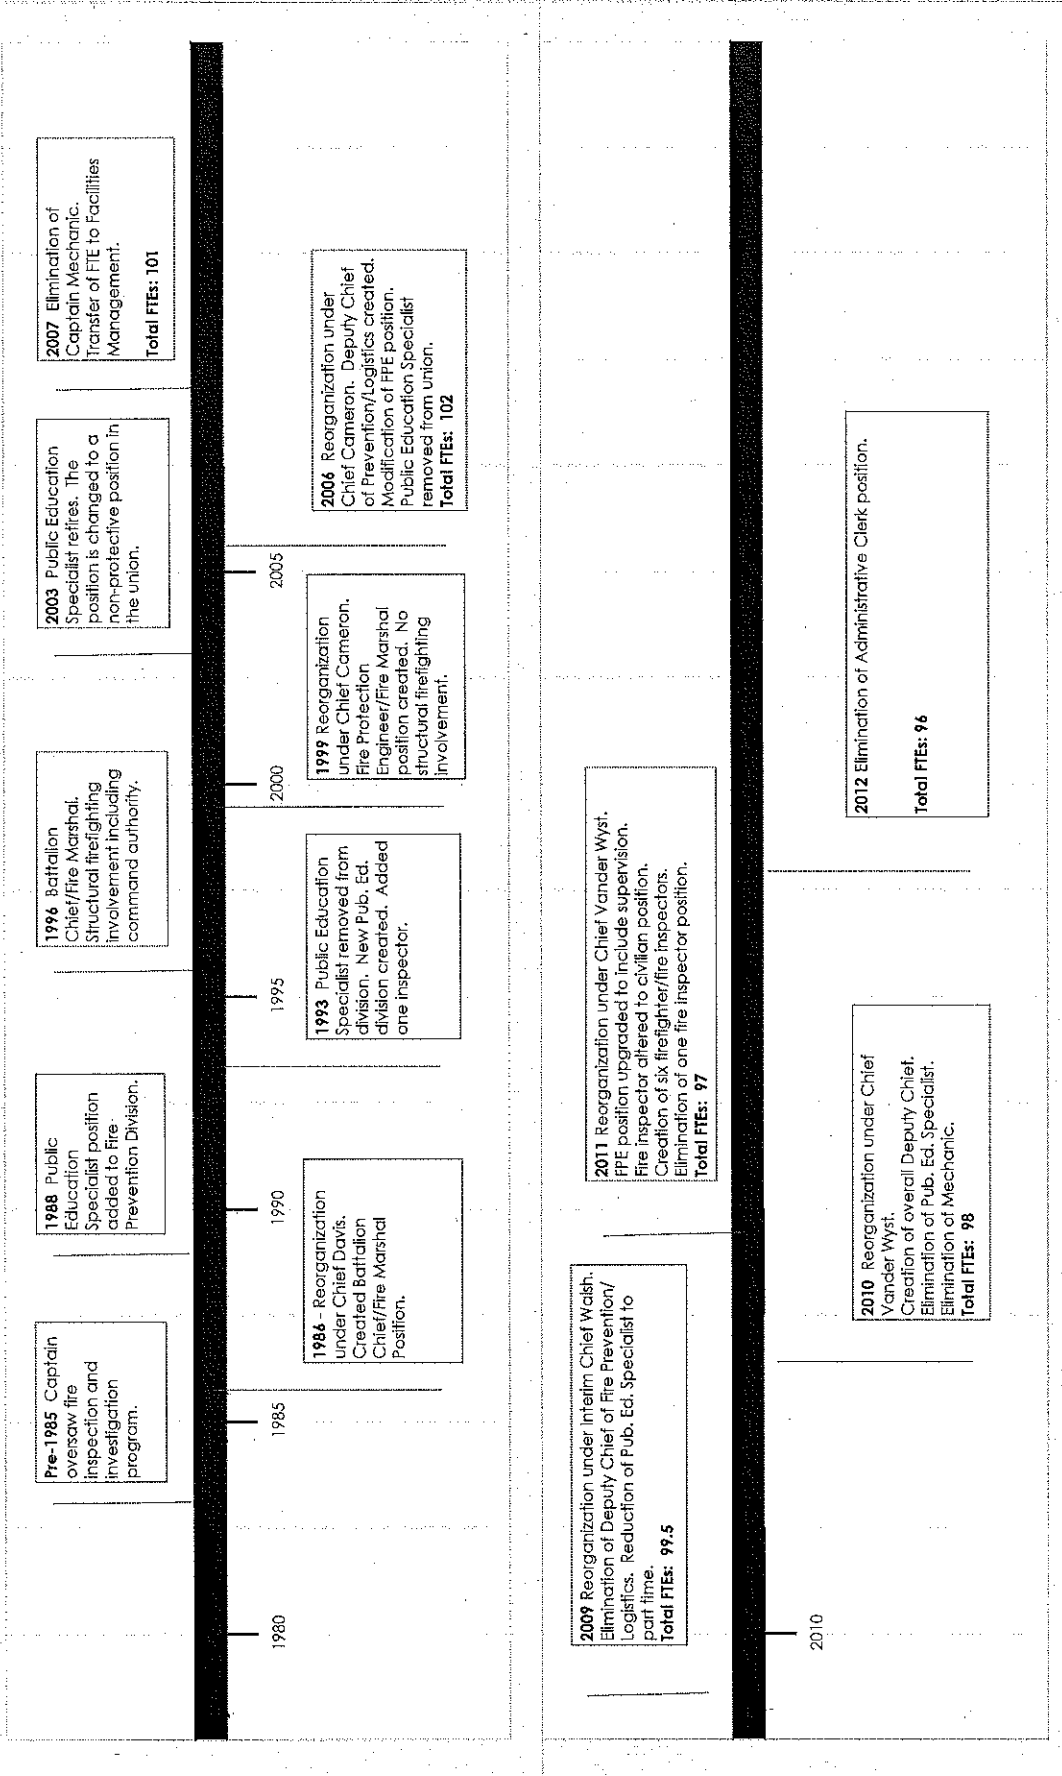 Pre-1985 Captain
oversaw fire
inspection and
investigation
program.
1988 Public
Education
Specialist position
added to Fire
Prevention Division.
1996 Battalion
Chief/Fire Marshal.
Structural firefighting
involvement including
command authority.
2003 Public Education
Specialist retires. The
position is changed to a
non-protective position in
the union.
2007 Elimination of
Captain Mechanic.
Transfer of FTE to Facilities
Management.
Total FTEs: 101
1980
1985
1990
1995
2000
2005
1986 - Reorganization
under Chief Davis.
Created Battalion
Chief/Fire Marshal
Position.
1993 Public Education
Specialist removed from
division. New Pub. Ed.
division created. Added
one inspector.
1999 Reorganization
under Chief Cameron.
Fire Protection
Engineer/Fire Marshal
position created. No
structural firefighting
involvement.
2006 Reorganization under
Chief Cameron. Deputy Chief
of Prevention/Logistics created.
Modification of FPE position.
Public Education Specialist
removed from union.
Total FTEs: 102
2009 Reorganization under Interim Chief Walsh.
Elimination of Deputy Chief of Fire Prevention/
Logistics. Reduction of Pub. Ed. Specialist to
part time.
Total FTEs: 99.5
2011 Reorganization under Chief Vander Wyst.
FPE position upgraded to include supervision.
Fire inspector altered to civilian position.
Creation of six firefighter/fire inspectors.
Elimination of one fire inspector position.
Total FTEs: 97
2010
2010 Reorganization under Chief
Vander Wyst.
Creation of overall Deputy Chief.
Elimination of Pub. Ed. Specialist.
Elimination of Mechanic.
Total FTEs: 98
2012 Elimination of Administrative Clerk position.
Total FTEs: 96